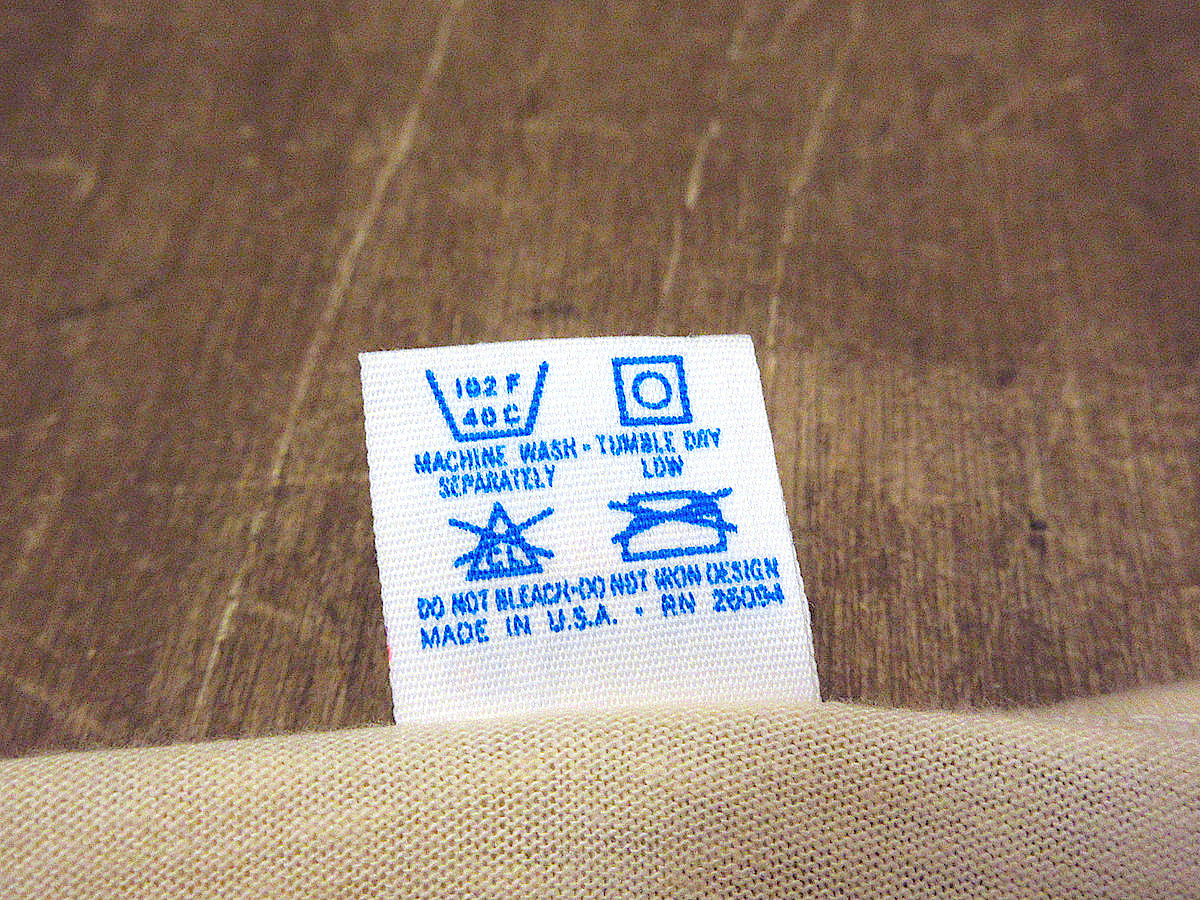 102 F
40 C
MACHINE WASH • TUMBLE DRY
SEPARATELY LOW
CL
DO NOT BLEACH•DO NOT IRON DESIGN
MADE IN U.S.A. • RN 26094